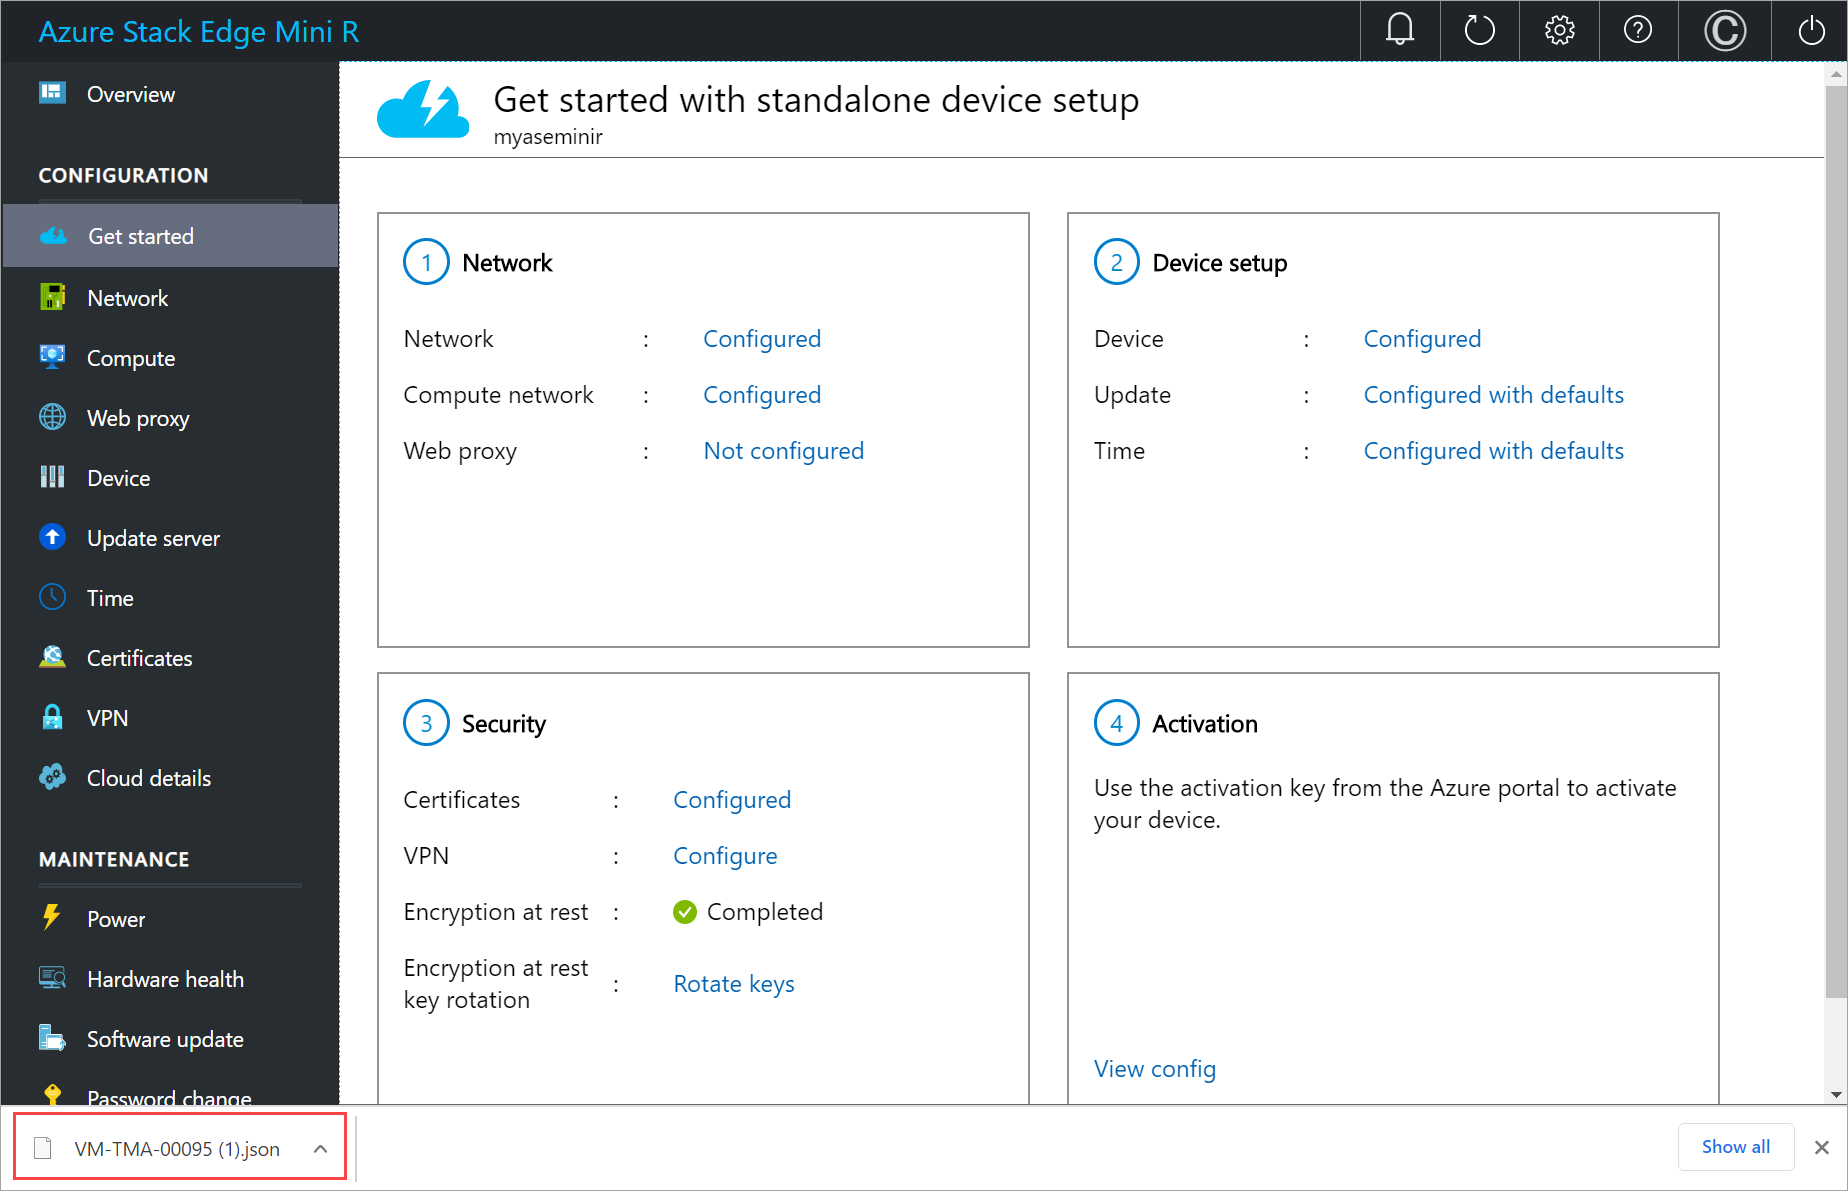 Azure Stack Edge Mini R
Overview
CONFIGURATION
Get started
Network
Compute
Web proxy
Device
Update server
Time
Certificates
VPN
Cloud details
MAINTENANCE
Power
Hardware health
Software update
Password change
Get started with standalone device setup
myaseminir
1 Network
Network : Configured
Compute network : Configured
Web proxy : Not configured
2 Device setup
Device : Configured
Update : Configured with defaults
Time : Configured with defaults
3 Security
Certificates : Configured
VPN : Configure
Encryption at rest : Completed
Encryption at rest
key rotation : Rotate keys
4 Activation
Use the activation key from the Azure portal to activate
your device.
View config
VM-TMA-00095 (1).json
Show all